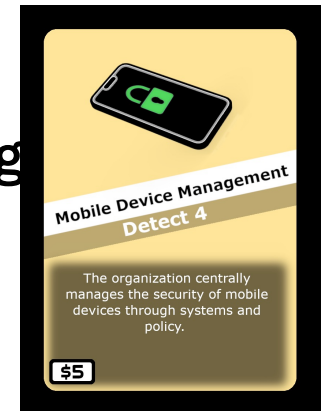 g
Mobile Device Management
Detect 4
The organization centrally
manages the security of mobile
devices through systems and
policy.
$5